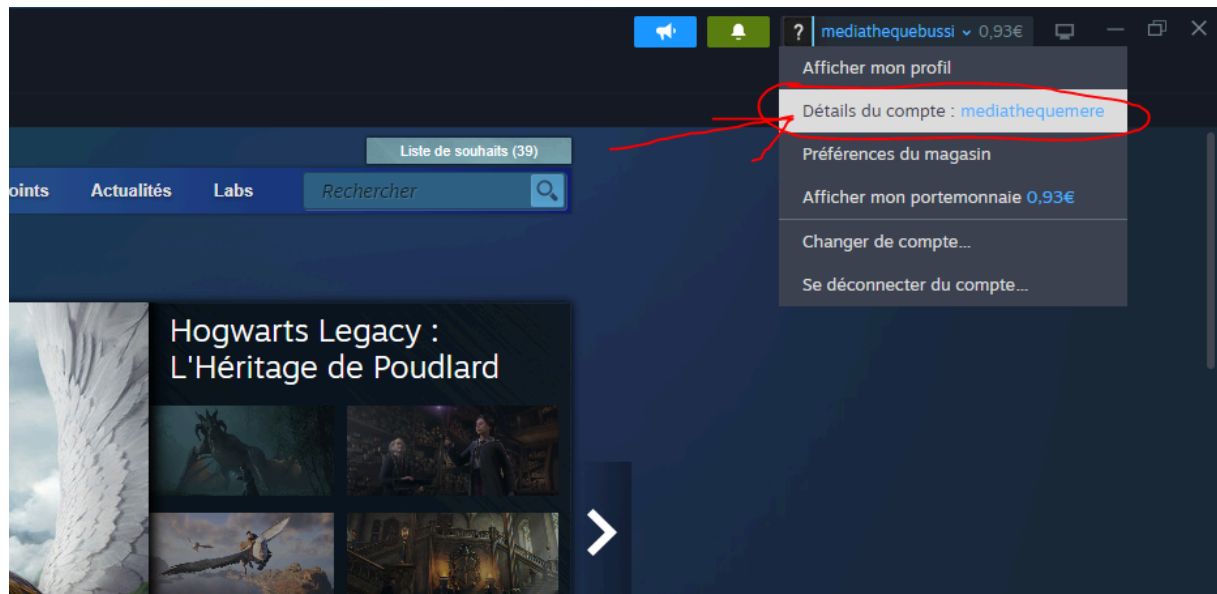 ? mediathequebussi 0,93€
Afficher mon profil
Détails du compte : mediathequemere
Préférences du magasin
Afficher mon portemonnaie 0,93€
Changer de compte...
Se déconnecter du compte...
Liste de souhaits (39)
oints Actualités Labs Rechercher
Hogwarts Legacy :
L'Héritage de Poudlard